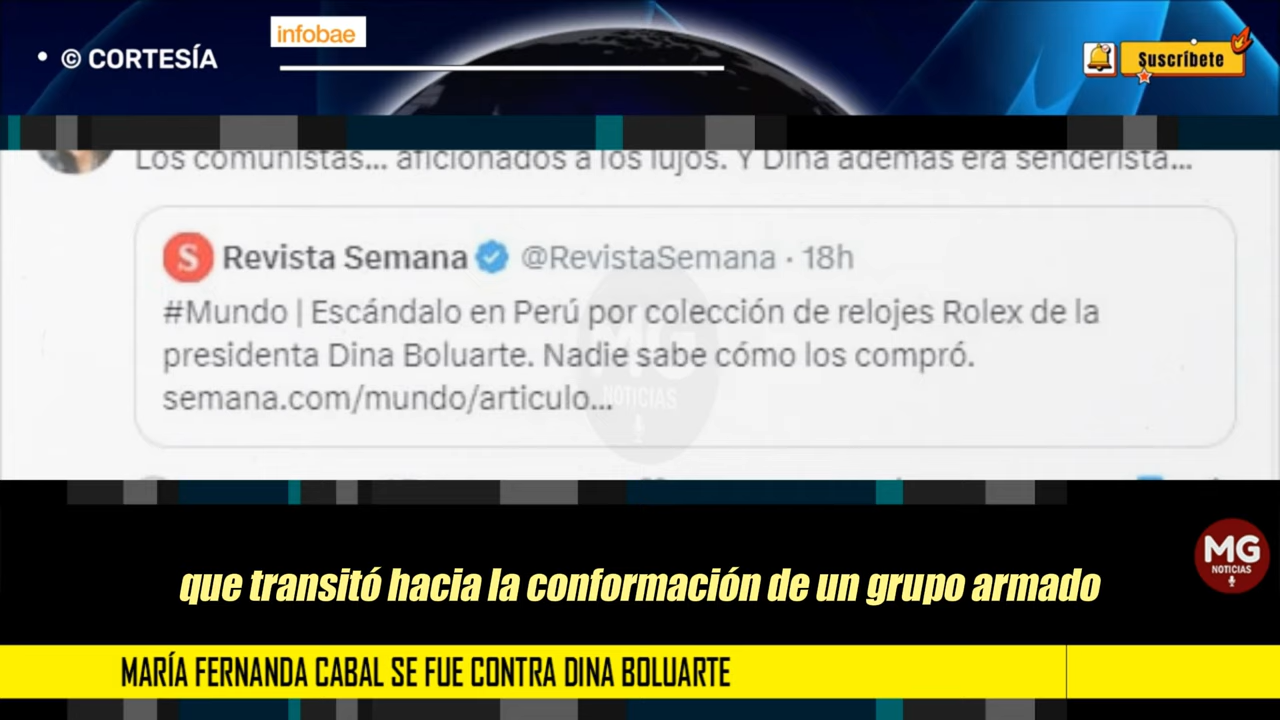 infobae
• © CORTESÍA
Suscríbete
Los comunistas... aficionados a los lujos. Y Dina además era senderista...
S Revista Semana @RevistaSemana · 18h
#Mundo | Escándalo en Perú por colección de relojes Rolex de la
presidenta Dina Boluarte. Nadie sabe cómo los compró.
semana.com/mundo/articulo...
MG
NOTICIAS
que transitó hacia la conformación de un grupo armado
MG
NOTICIAS
MARÍA FERNANDA CABAL SE FUE CONTRA DINA BOLUARTE